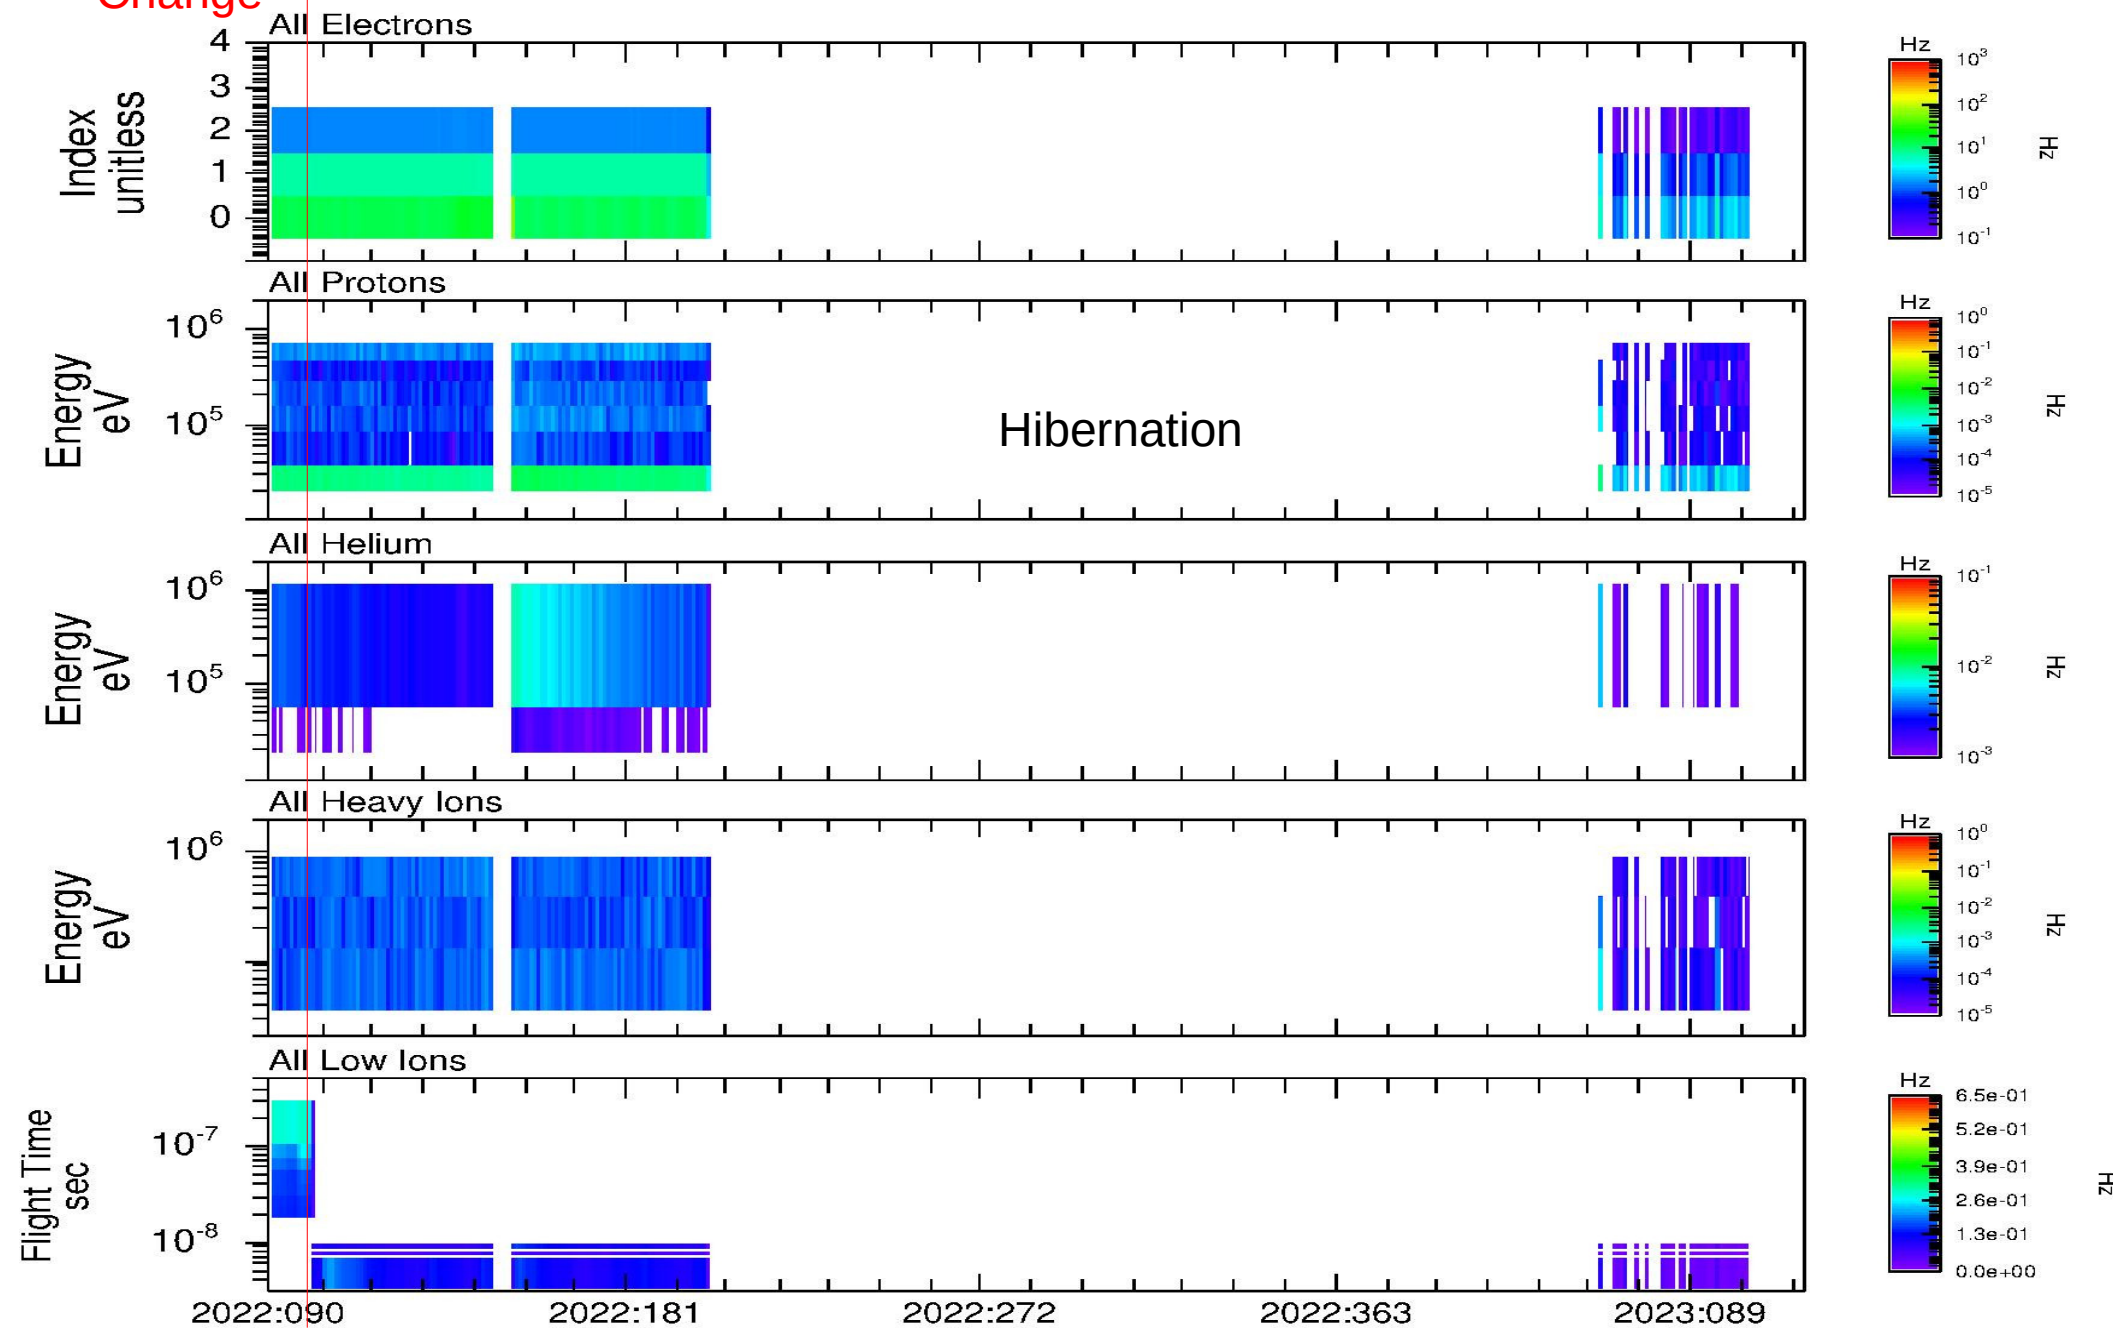 Change
All Electrons
4
3
2
1
0
Index
unitless
Hz
10³
10²
10¹
10⁰
10⁻¹
Hz
All Protons
10⁶
10⁵
Energy
eV
Hibernation
Hz
10⁰
10⁻¹
10⁻²
10⁻³
10⁻⁴
10⁻⁵
Hz
All Helium
10⁶
10⁵
Energy
eV
Hz
10⁻¹
10⁻²
10⁻³
Hz
All Heavy Ions
10⁶
Energy
eV
Hz
10⁰
10⁻¹
10⁻²
10⁻³
10⁻⁴
10⁻⁵
Hz
All Low Ions
10⁻⁷
10⁻⁸
Flight Time
sec
Hz
6.5e-01
5.2e-01
3.9e-01
2.6e-01
1.3e-01
0.0e+00
Hz
2022:090 2022:181 2022:272 2022:363 2023:089